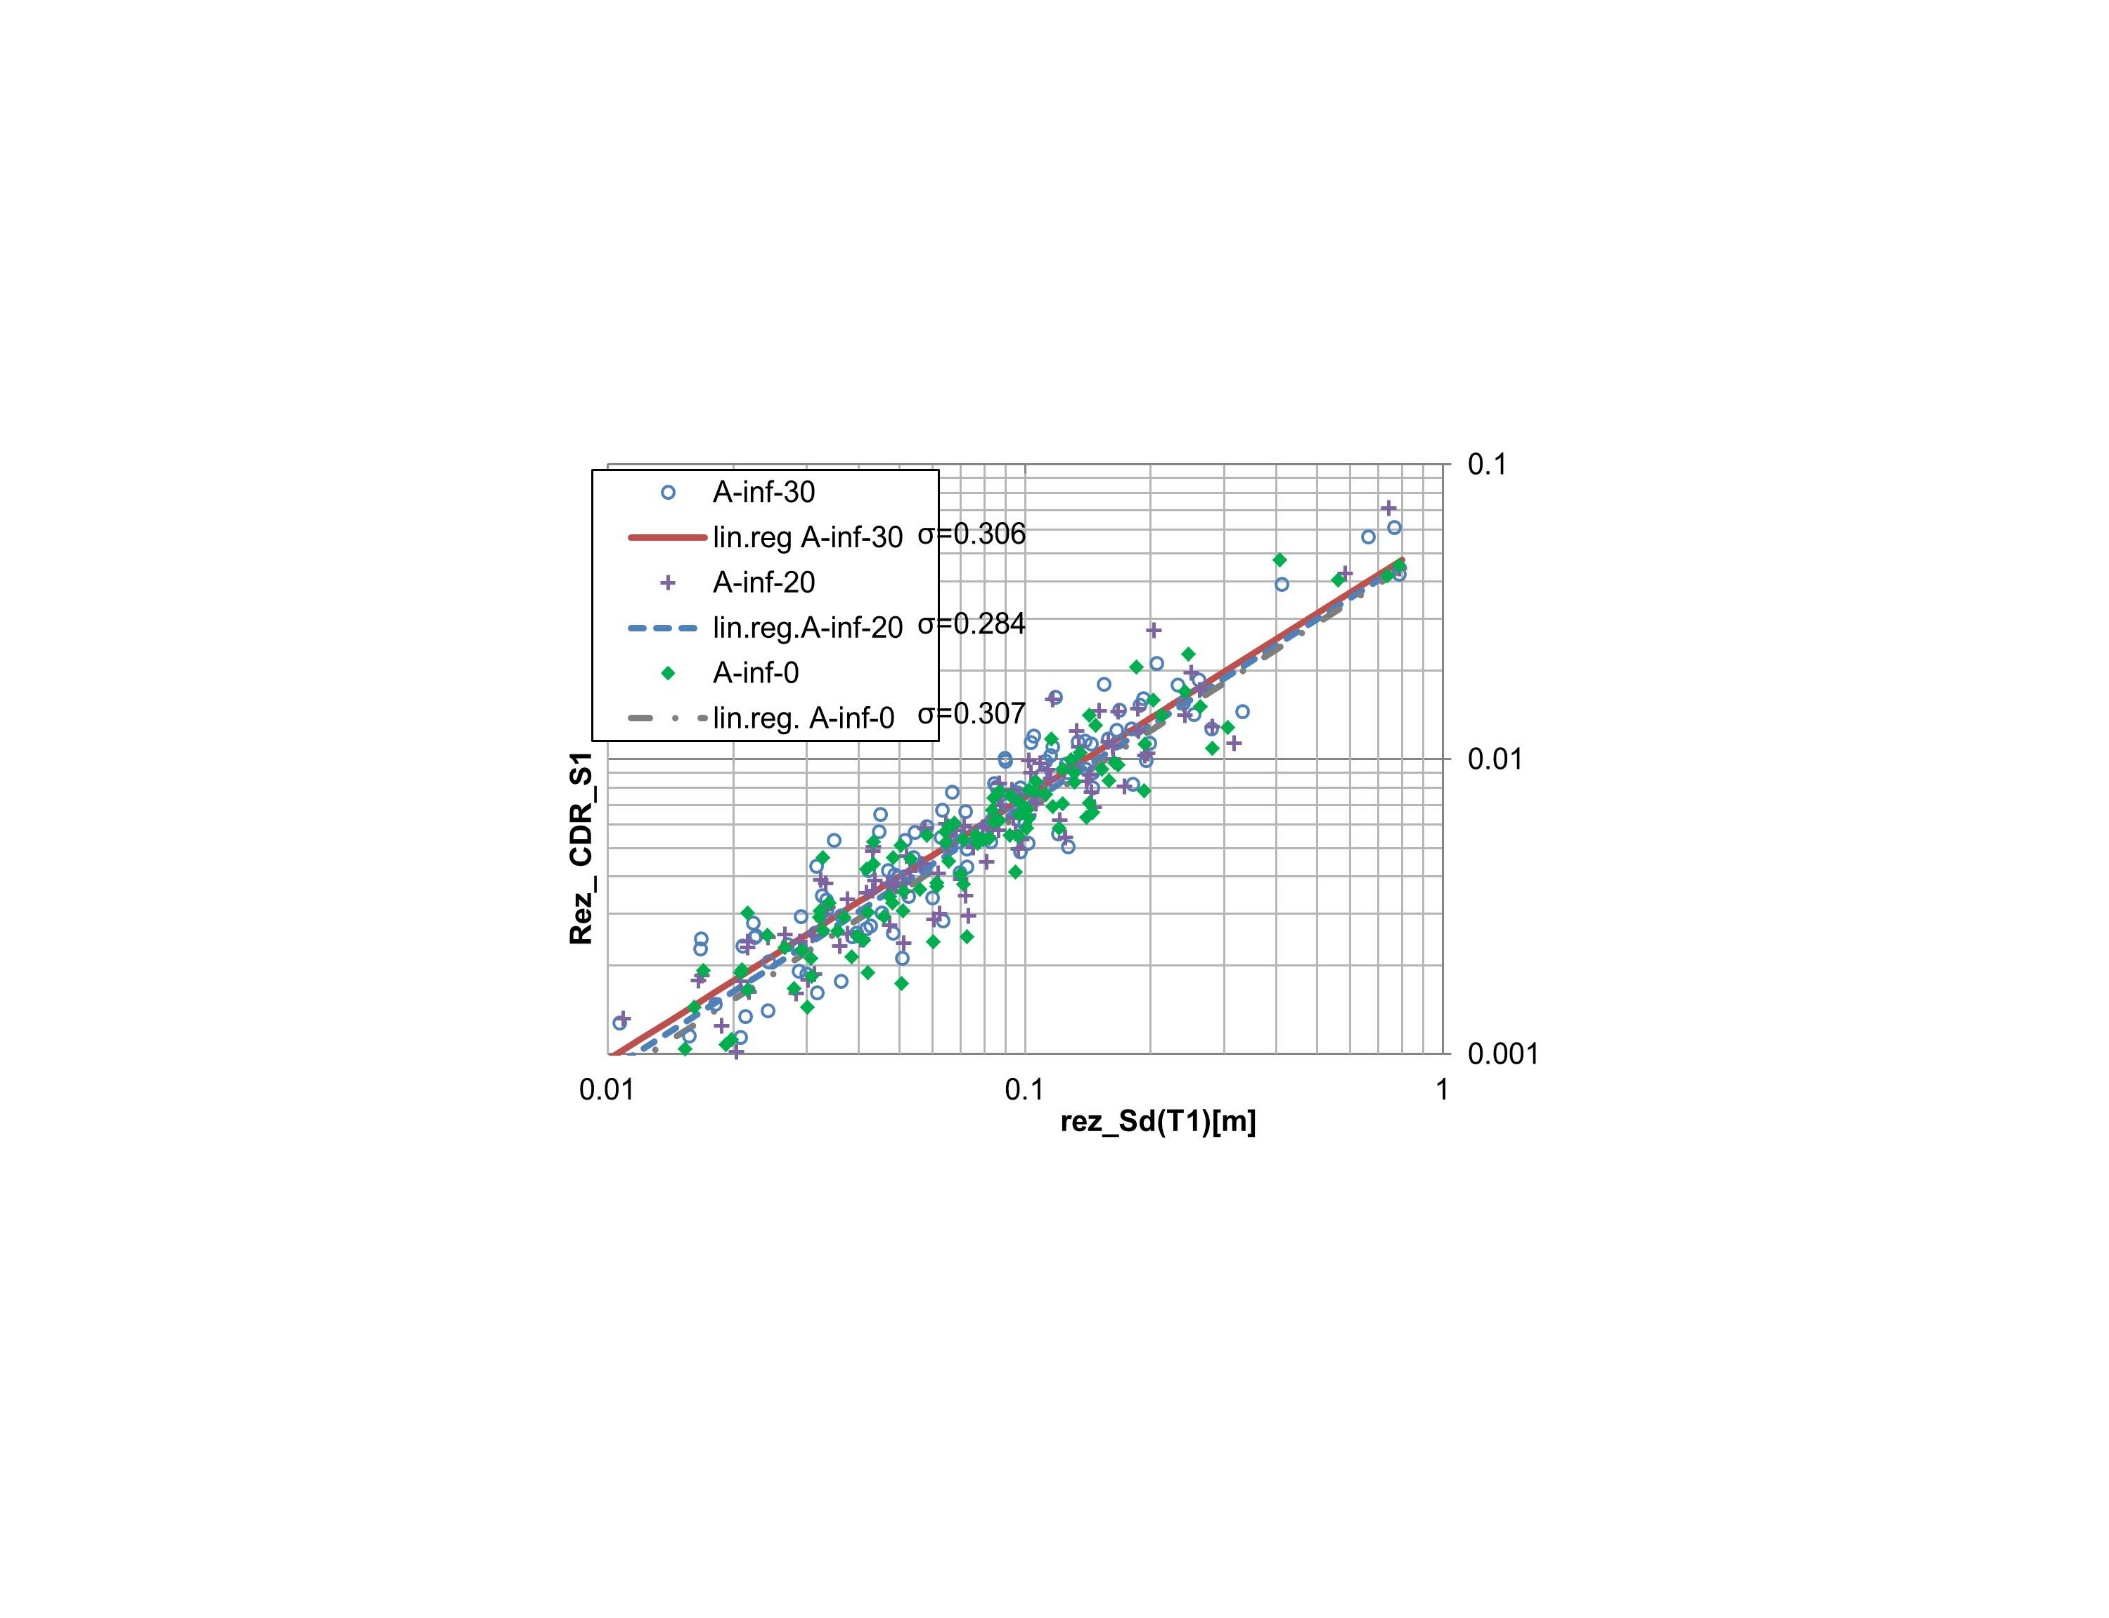 0.1
A-inf-30
lin.reg A-inf-30 σ=0.306
A-inf-20
lin.reg.A-inf-20 σ=0.284
A-inf-0
lin.reg. A-inf-0 σ=0.307
Rez_ CDR_S1
0.01
0.001
0.01 0.1 1
rez_Sd(T1)[m]